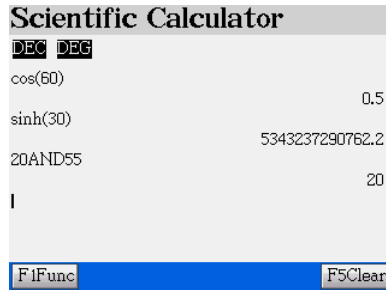 Scientific Calculator
DEC DEG
cos(60)
0.5
sinh(30)
5343237290762.2
20AND55
20
F1Func F5Clear